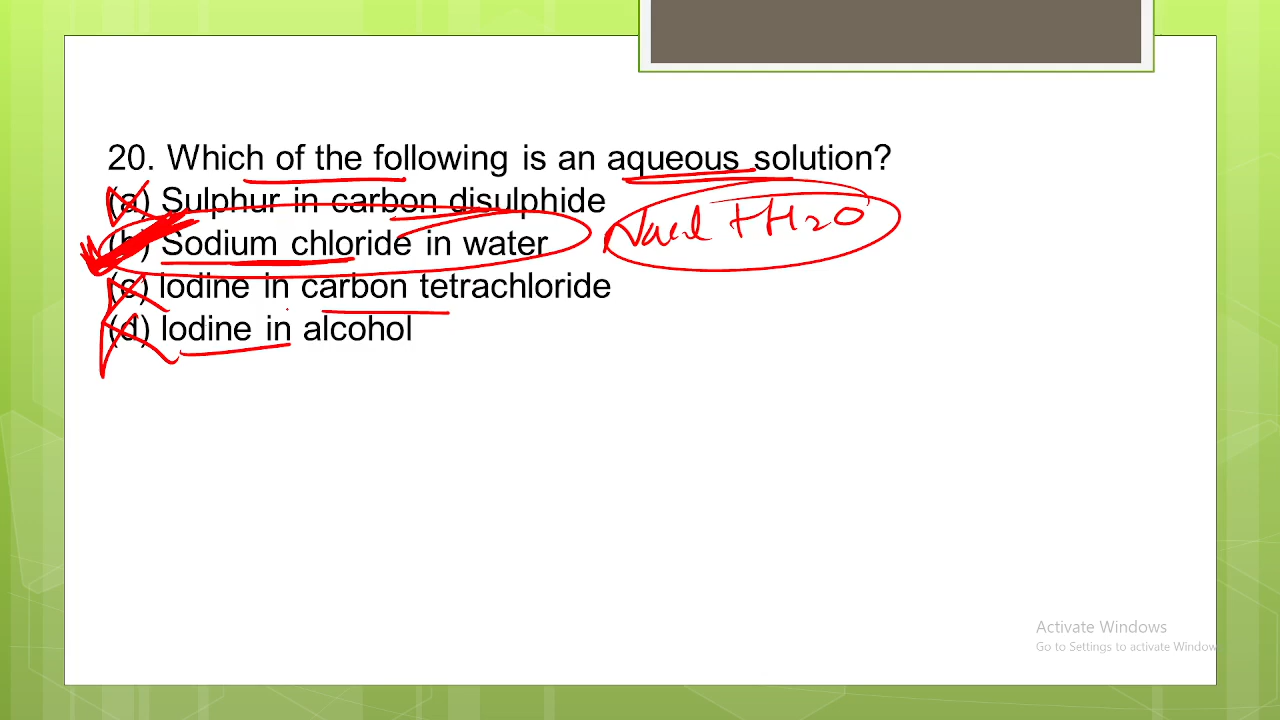 20. Which of the following is an aqueous solution?
(a) Sulphur in carbon disulphide
(b) Sodium chloride in water
Nacl + H2O
(c) Iodine in carbon tetrachloride
(d) Iodine in alcohol
Activate Windows
Go to Settings to activate Window